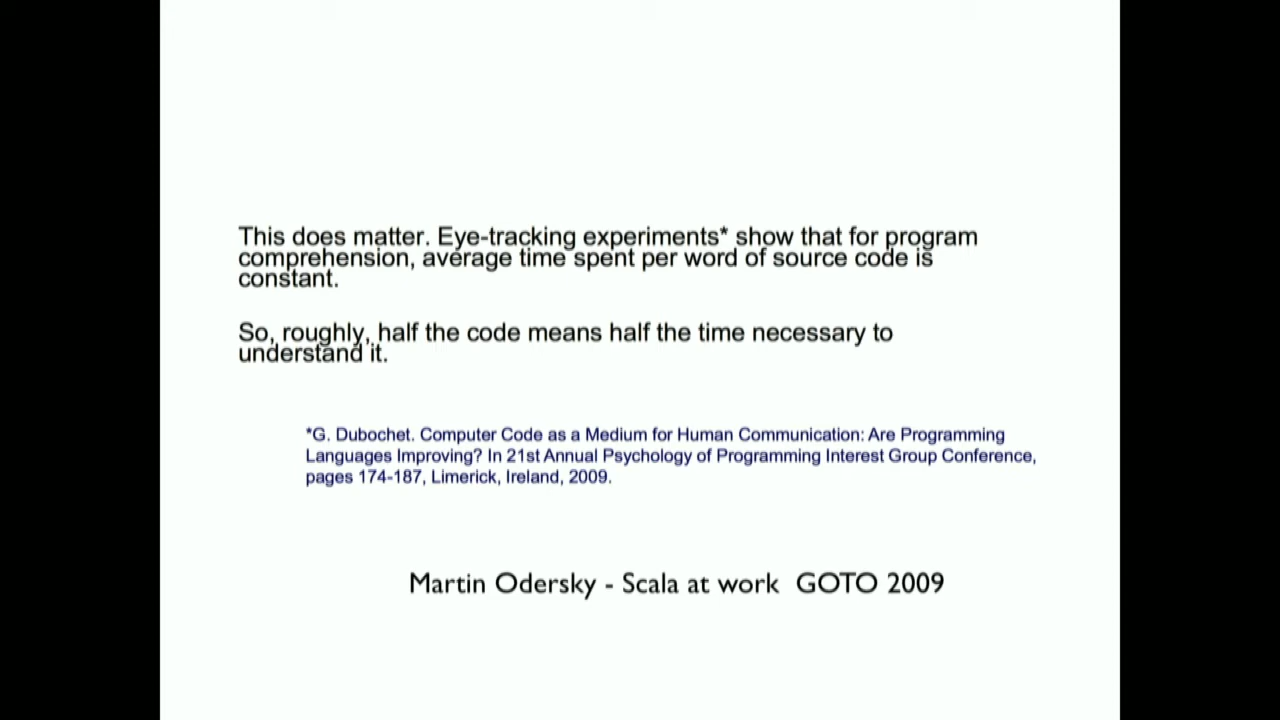 This does matter. Eye-tracking experiments* show that for program
comprehension, average time spent per word of source code is
constant.
So, roughly, half the code means half the time necessary to
understand it.
*G. Dubochet. Computer Code as a Medium for Human Communication: Are Programming
Languages Improving? In 21st Annual Psychology of Programming Interest Group Conference,
pages 174-187, Limerick, Ireland, 2009.
Martin Odersky - Scala at work GOTO 2009